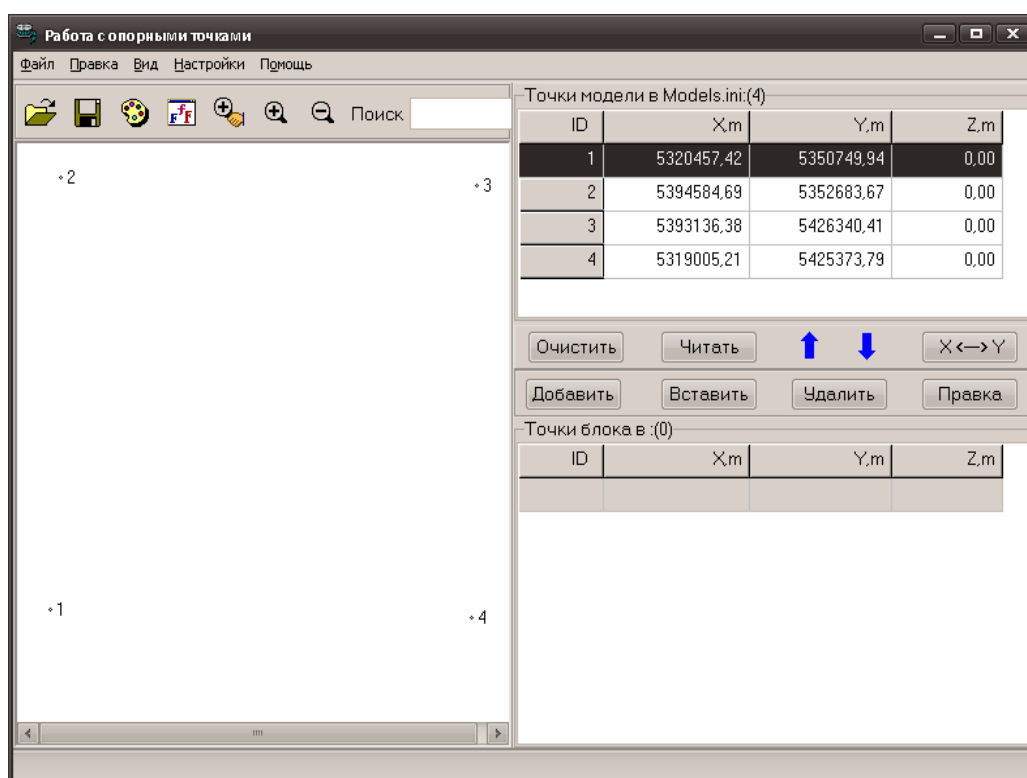 Работа с опорными точками
Файл Правка Вид Настройки Помощь
Поиск
2
3
1
4
Точки модели в Models.ini:(4)
ID X,m Y,m Z,m
1 5320457,42 5350749,94 0,00
2 5394584,69 5352683,67 0,00
3 5393136,38 5426340,41 0,00
4 5319005,21 5425373,79 0,00
Очистить Читать X<—>Y
Добавить Вставить Удалить Правка
Точки блока в :(0)
ID X,m Y,m Z,m